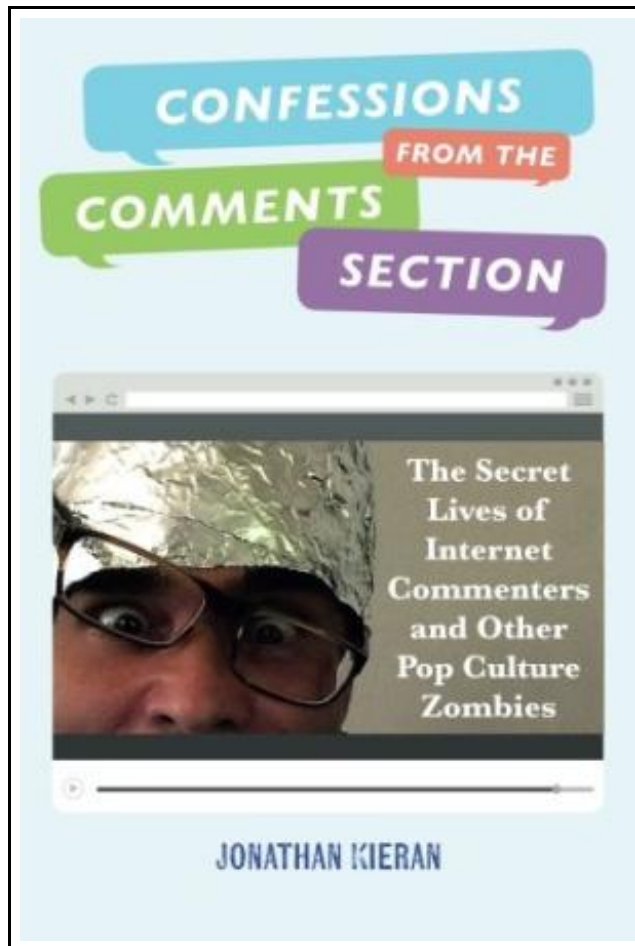 CONFESSIONS
FROM THE
COMMENTS
SECTION
The Secret
Lives of
Internet
Commenters
and Other
Pop Culture
Zombies
JONATHAN KIERAN